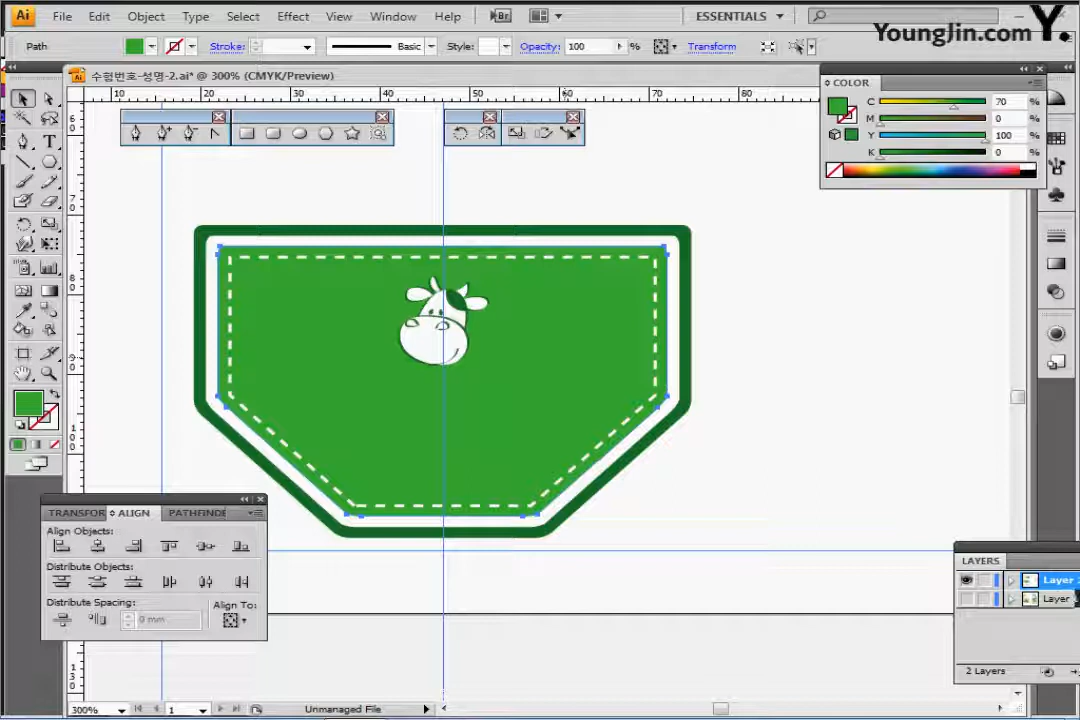 Ai File Edit Object Type Select Effect View Window Help Br ESSENTIALS
YoungJin.com Y.
Path Stroke: Basic Style: Opacity: 100 % Transform
수험번호-성명-2.ai* @ 300% (CMYK/Preview)
10 20 30 40 50 60 70 80
COLOR
C 70 %
M 0 %
Y 100 %
K 0 %
TRANSFOR ALIGN PATHFINDI
Align Objects:
Distribute Objects:
Distribute Spacing: Align To:
0 mm
LAYERS
Layer
Layer
2 Layers
300% 1 Unmanaged File